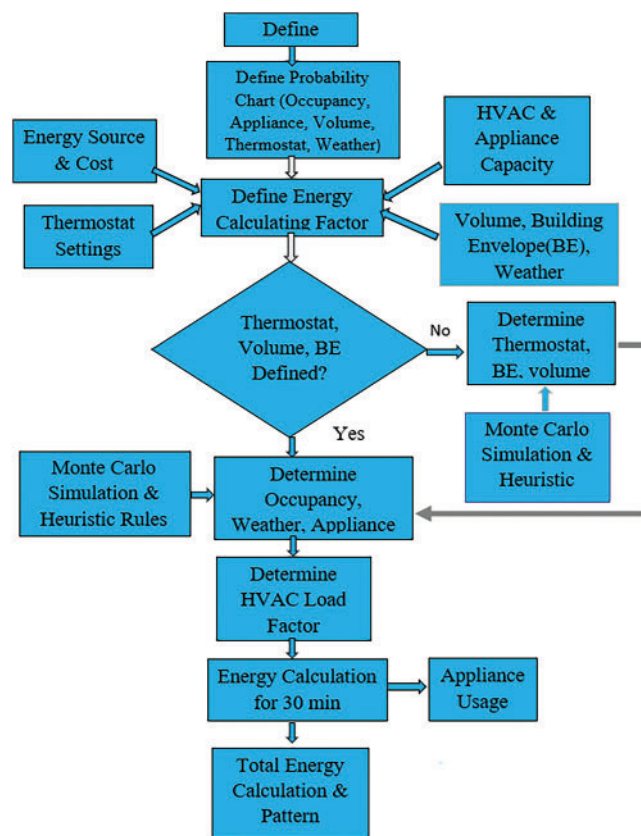 Define
Define Probability
Chart (Occupancy,
Appliance, Volume,
Thermostat, Weather)
Energy Source
& Cost
HVAC &
Appliance
Capacity
Define Energy
Calculating Factor
Thermostat
Settings
Volume, Building
Envelope(BE),
Weather
Thermostat,
Volume, BE
Defined?
No
Determine
Thermostat,
BE, volume
Yes
Monte Carlo
Simulation &
Heuristic
Monte Carlo
Simulation &
Heuristic Rules
Determine
Occupancy,
Weather, Appliance
Determine
HVAC Load
Factor
Energy Calculation
for 30 min
Appliance
Usage
Total Energy
Calculation &
Pattern